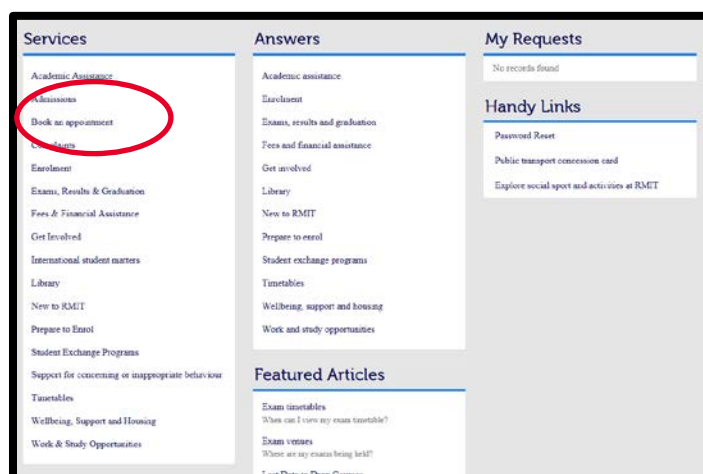 Services
Academic Assistance
Admissions
Book an appointment
Complaints
Enrolment
Exams, Results & Graduation
Fees & Financial Assistance
Get Involved
International student matters
Library
New to RMIT
Prepare to Enrol
Student Exchange Programs
Support for concerning or inappropriate behaviour
Timetables
Wellbeing, Support and Housing
Work & Study Opportunities
Answers
Academic assistance
Enrolment
Exams, results and graduation
Fees and financial assistance
Get involved
Library
New to RMIT
Prepare to enrol
Student exchange programs
Timetables
Wellbeing, support and housing
Work and study opportunities
Featured Articles
Exam timetables
When can I view my exam timetable?
Exam venues
Where are my exams being held?
Last Date to Drop Courses
My Requests
No records found
Handy Links
Password Reset
Public transport concession card
Explore social sport and activities at RMIT